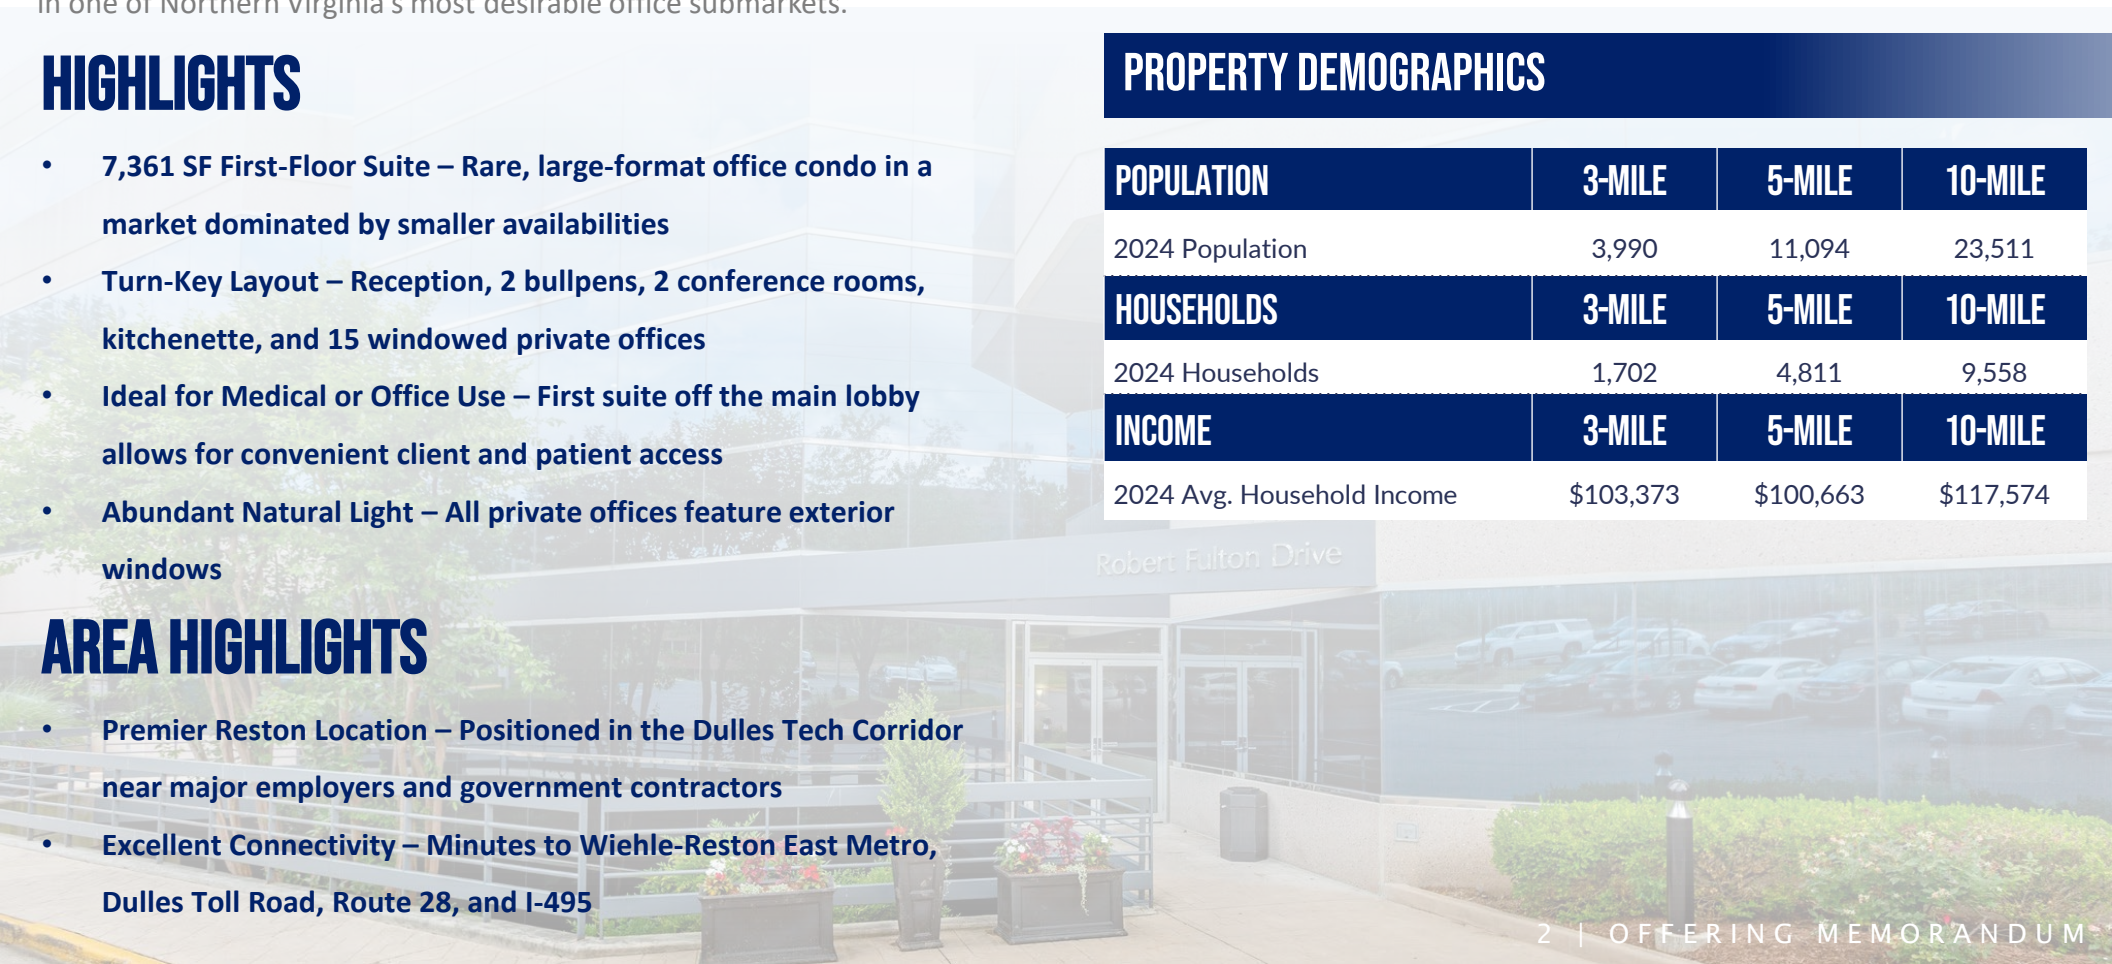 in one of Northern Virginia's most desirable office submarkets.
HIGHLIGHTS
• 7,361 SF First-Floor Suite – Rare, large-format office condo in a
market dominated by smaller availabilities
• Turn-Key Layout – Reception, 2 bullpens, 2 conference rooms,
kitchenette, and 15 windowed private offices
• Ideal for Medical or Office Use – First suite off the main lobby
allows for convenient client and patient access
• Abundant Natural Light – All private offices feature exterior
windows
AREA HIGHLIGHTS
• Premier Reston Location – Positioned in the Dulles Tech Corridor
near major employers and government contractors
• Excellent Connectivity – Minutes to Wiehle-Reston East Metro,
Dulles Toll Road, Route 28, and I-495
PROPERTY DEMOGRAPHICS
POPULATION 3-MILE 5-MILE 10-MILE
2024 Population 3,990 11,094 23,511
HOUSEHOLDS 3-MILE 5-MILE 10-MILE
2024 Households 1,702 4,811 9,558
INCOME 3-MILE 5-MILE 10-MILE
2024 Avg. Household Income $103,373 $100,663 $117,574
Robert Fulton Drive
2 | OFFERING MEMORANDUM